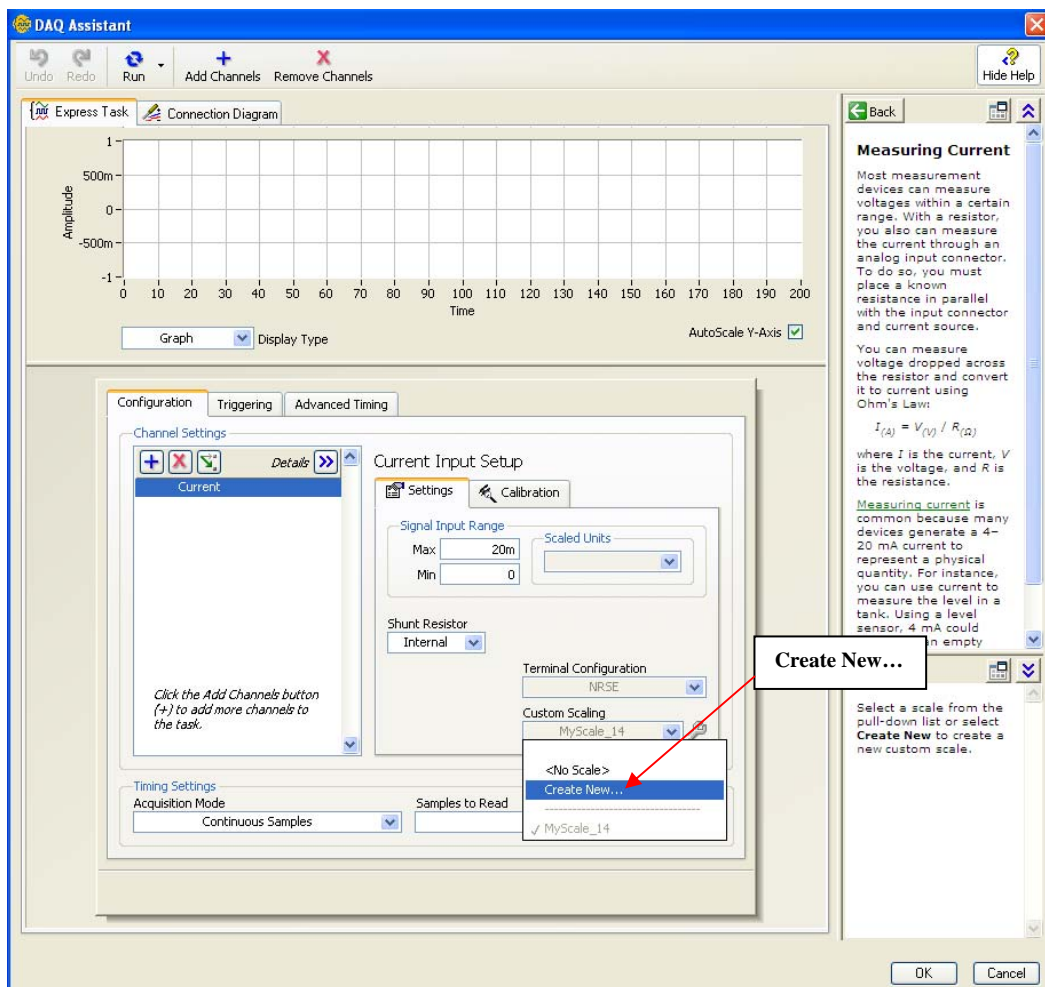 DAQ Assistant
Undo Redo Run Add Channels Remove Channels
Hide Help
Express Task Connection Diagram
1
500m
0
-500m
-1
Amplitude
0 10 20 30 40 50 60 70 80 90 100 110 120 130 140 150 160 170 180 190 200
Time
Graph Display Type
AutoScale Y-Axis
Configuration Triggering Advanced Timing
Channel Settings
Details
Current
Click the Add Channels button
(+) to add more channels to
the task.
Current Input Setup
Settings Calibration
Signal Input Range
Max 20m
Min 0
Scaled Units
Shunt Resistor
Internal
Terminal Configuration
NRSE
Custom Scaling
MyScale_14
<No Scale>
Create New...
MyScale_14
Create New…
Timing Settings
Acquisition Mode
Continuous Samples
Samples to Read
Back
Measuring Current
Most measurement
devices can measure
voltages within a certain
range. With a resistor,
you also can measure
the current through an
analog input connector.
To do so, you must
place a known
resistance in parallel
with the input connector
and current source.
You can measure
voltage dropped across
the resistor and convert
it to current using
Ohm's Law:
I(A) = V(V) / R(Ω)
where I is the current, V
is the voltage, and R is
the resistance.
Measuring current is
common because many
devices generate a 4–
20 mA current to
represent a physical
quantity. For instance,
you can use current to
measure the level in a
tank. Using a level
sensor, 4 mA could
an empty
Select a scale from the
pull-down list or select
Create New to create a
new custom scale.
OK Cancel